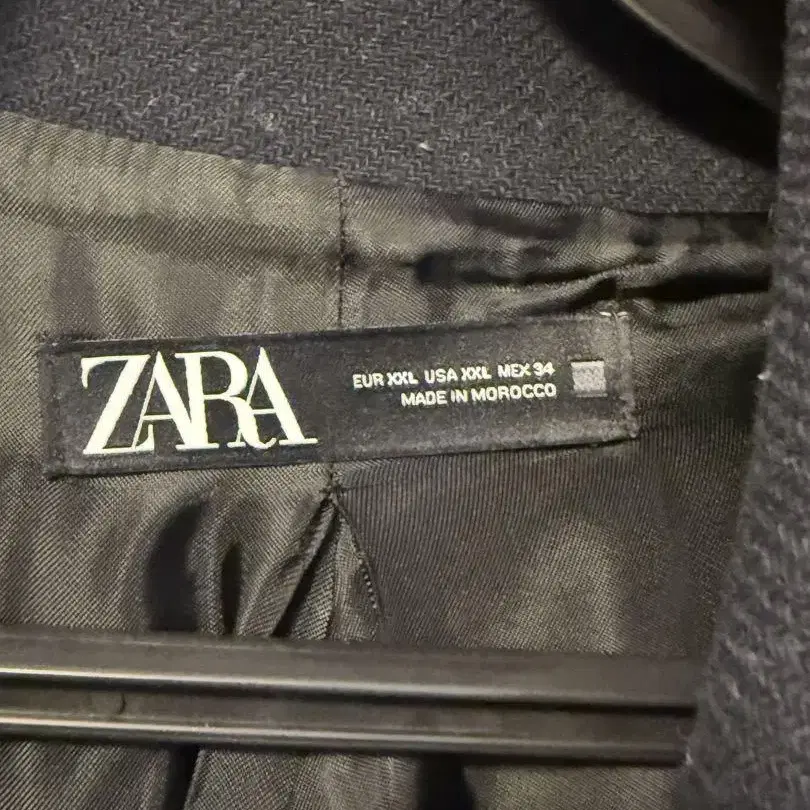 ZARA
EUR XXL USA XXL MEX 34
MADE IN MOROCCO